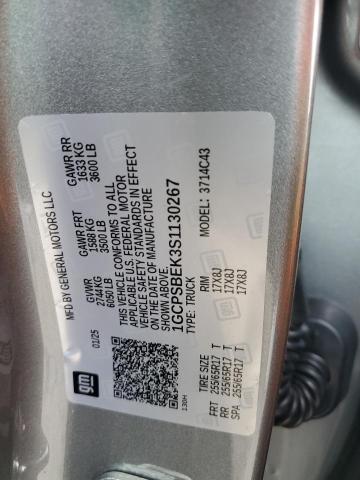 MFD BY GENERAL MOTORS LLC
01/25
GVWR
2744 KG
6050 LB
GAWR FRT
1588 KG
3500 LB
GAWR RR
1633 KG
3600 LB
THIS VEHICLE CONFORMS TO ALL
APPLICABLE U.S. FEDERAL MOTOR
VEHICLE SAFETY STANDARDS IN EFFECT
ON THE DATE OF MANUFACTURE
SHOWN ABOVE.
1GCPSBEK3S1130267
TYPE: TRUCK
MODEL: 3714C43
gm
130H
TIRE SIZE
RIM
FRT 255/65R17 T 17X8J
RR 255/65R17 T 17X8J
SPA 255/65R17 T 17X8J